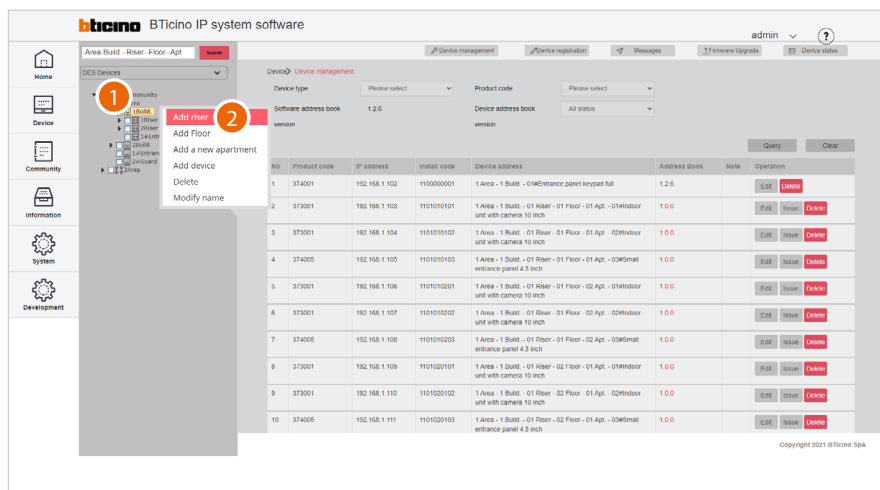 bticino BTicino IP system software
admin
?
Area-Build.-Riser-Floor-Apt
Search
Device management
Device registration
Messages
Firmware Upgrade
Device status
Home
Device
Community
Information
System
Development
DES Devices
1
1Build.
1Riser
2Riser
2Build.
2#Guard
2Area
Add riser
2
Add Floor
Add a new apartment
Add device
Delete
Modify name
Device> Device management
Device type
Please select
Product code
Please select
Software address book version
1.2.6
Device address book version
All status
Query
Clear
No Product code IP address Install code Device address Address Book Note Operation
1 374001 192.168.1.102 1100000001 1 Area - 1 Build. - 01#Entrance panel keypad full 1.2.6 Edit Delete
2 373001 192.168.1.103 1101010101 1 Area - 1 Build. - 01 Riser - 01 Floor - 01 Apt. - 01#Indoor 1.0.0 Edit Issue Delete
unit with camera 10 inch
3 373001 192.168.1.104 1101010102 1 Area - 1 Build. - 01 Riser - 01 Floor - 01 Apt. - 02#Indoor 1.0.0 Edit Issue Delete
unit with camera 10 inch
4 374005 192.168.1.105 1101010103 1 Area - 1 Build. - 01 Riser - 01 Floor - 01 Apt. - 03#Small 1.0.0 Edit Issue Delete
entrance panel 4.3 inch
5 373001 192.168.1.106 1101010201 1 Area - 1 Build. - 01 Riser - 01 Floor - 02 Apt. - 01#Indoor 1.0.0 Edit Issue Delete
unit with camera 10 inch
6 373001 192.168.1.107 1101010202 1 Area - 1 Build. - 01 Riser - 01 Floor - 02 Apt. - 02#Indoor 1.0.0 Edit Issue Delete
unit with camera 10 inch
7 374005 192.168.1.108 1101010203 1 Area - 1 Build. - 01 Riser - 01 Floor - 02 Apt. - 03#Small 1.0.0 Edit Issue Delete
entrance panel 4.3 inch
8 373001 192.168.1.109 1101020101 1 Area - 1 Build. - 01 Riser - 02 Floor - 01 Apt. - 01#Indoor 1.0.0 Edit Issue Delete
unit with camera 10 inch
9 373001 192.168.1.110 1101020102 1 Area - 1 Build. - 01 Riser - 02 Floor - 01 Apt. - 02#Indoor 1.0.0 Edit Issue Delete
unit with camera 10 inch
10 374005 192.168.1.111 1101020103 1 Area - 1 Build. - 01 Riser - 02 Floor - 01 Apt. - 03#Small 1.0.0 Edit Issue Delete
entrance panel 4.3 inch
Copyright 2021 BTicino SpA